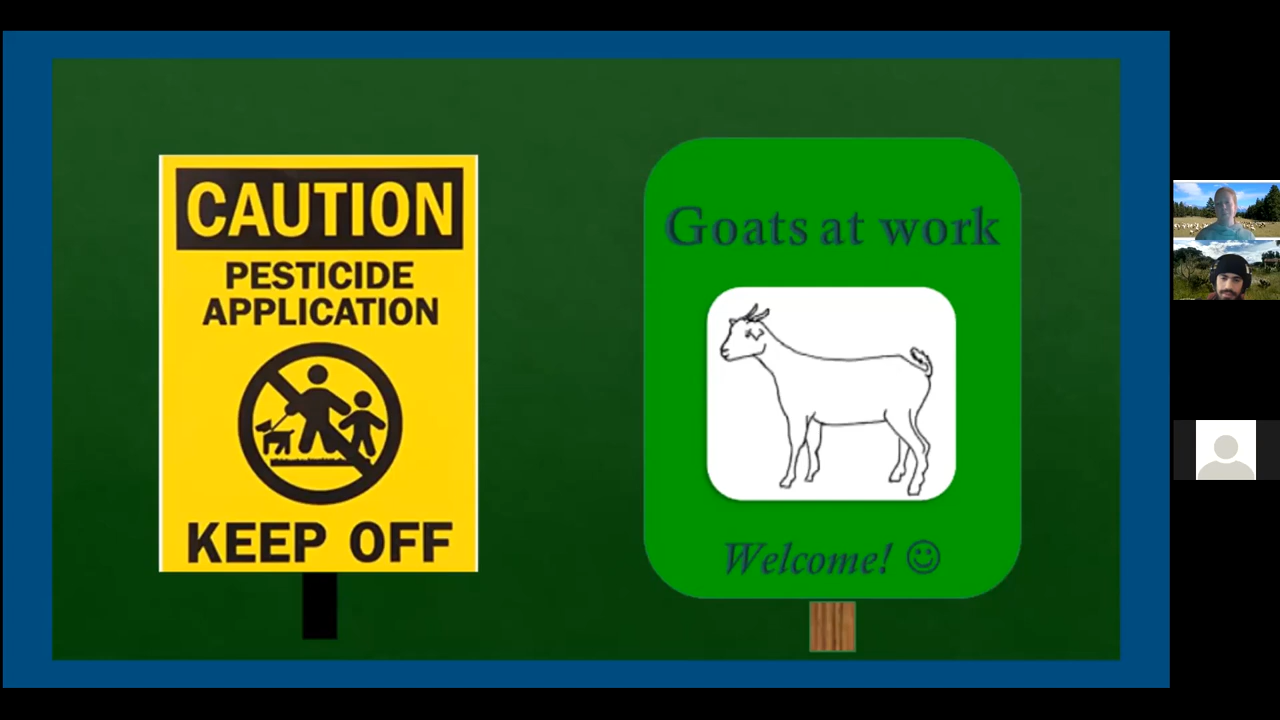 CAUTION
PESTICIDE
APPLICATION
KEEP OFF
Goats at work
Welcome! ☺